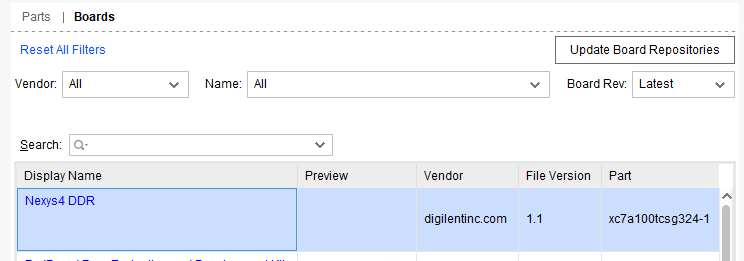 Parts | Boards
Reset All Filters Update Board Repositories
Vendor: All Name: All Board Rev: Latest
Search:
Display Name Preview Vendor File Version Part
Nexys4 DDR digilentinc.com 1.1 xc7a100tcsg324-1